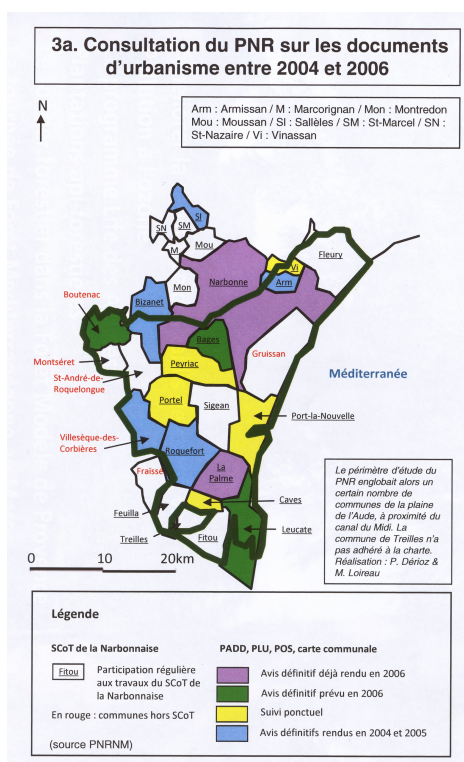 3a. Consultation du PNR sur les documents
d'urbanisme entre 2004 et 2006
N
Arm : Armissan / M : Marcorignan / Mon : Montredon
Mou : Moussan / Sl : Sallèles / SM : St-Marcel / SN :
St-Nazaire / Vi : Vinassan
Sl
SN
SM
Mou
M
Fleury
Vi
Arm
Narbonne
Mon
Bizanet
Boutenac
Bages
Gruissan
Montséret
Peyriac
St-André-de-
Roquelongue
Méditerranée
Portel
Sigean
Port-la-Nouvelle
Villesèque-des-
Corbières
Roquefort
La
Palme
Fraisse
Caves
Feuilla
Leucate
Treilles
Fitou
Le périmètre d'étude du
PNR englobait alors un
certain nombre de
communes de la plaine
de l'Aude, à proximité du
canal du Midi. La
commune de Treilles n'a
pas adhéré à la charte.
Réalisation : P. Dérioz &
M. Loireau
0 10 20km
Légende
SCoT de la Narbonnaise
Fitou
Participation régulière
aux travaux du SCoT de
la Narbonnaise
En rouge : communes hors SCoT
(source PNRNM)
PADD, PLU, POS, carte communale
Avis définitif déjà rendu en 2006
Avis définitif prévu en 2006
Suivi ponctuel
Avis définitifs rendus en 2004 et 2005